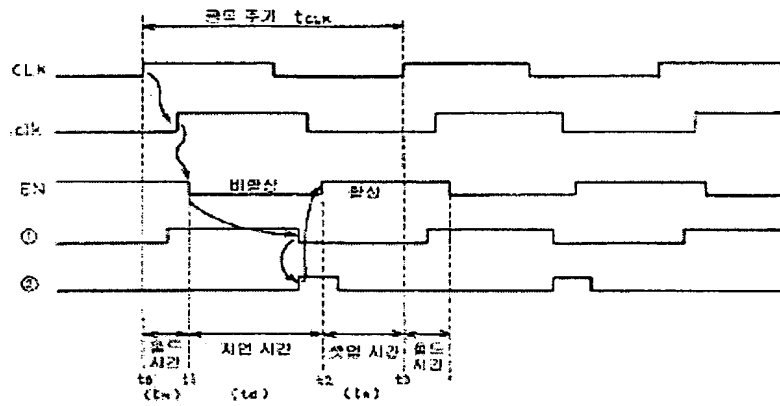 클드 주기 tCLK
CLK
clk
EN
비활성
활성
①
②
홀드
시간
지연 시간
셋업 시간
홀드
시간
t0
t1
t2
t3
(tH)
(td)
(ts)